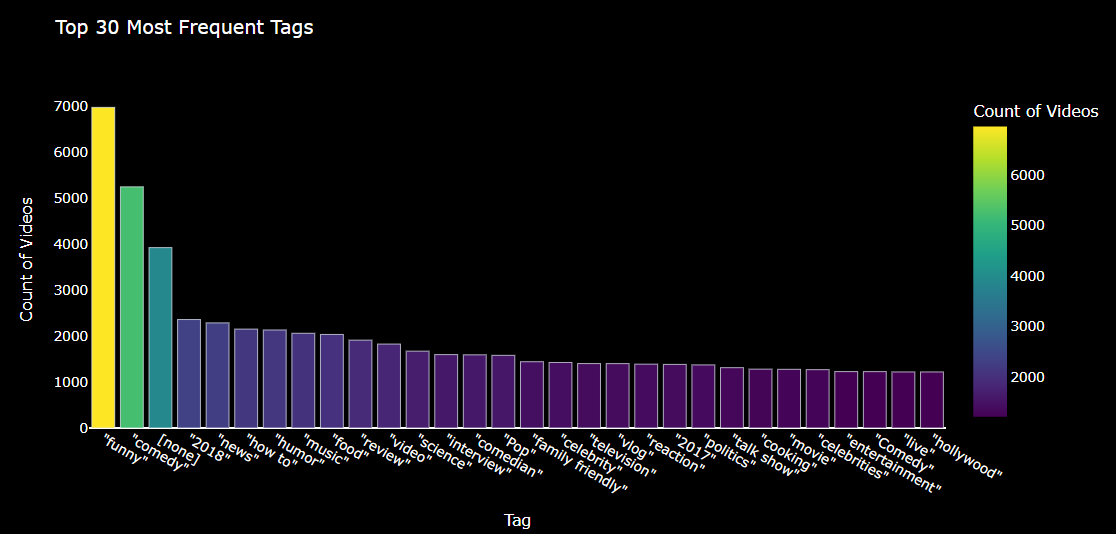 Top 30 Most Frequent Tags
Count of Videos
7000
6000
5000
4000
3000
2000
1000
0
"funny"
"comedy"
[none]
"2018"
"news"
"how to"
"humor"
"music"
"food"
"review"
"video"
"science"
"interview"
"comedian"
"Pop"
"family friendly"
"celebrity"
"television"
"vlog"
"reaction"
"2017"
"politics"
"talk show"
"cooking"
"movie"
"celebrities"
"entertainment"
"Comedy"
"live"
"hollywood"
Tag
Count of Videos
6000
5000
4000
3000
2000